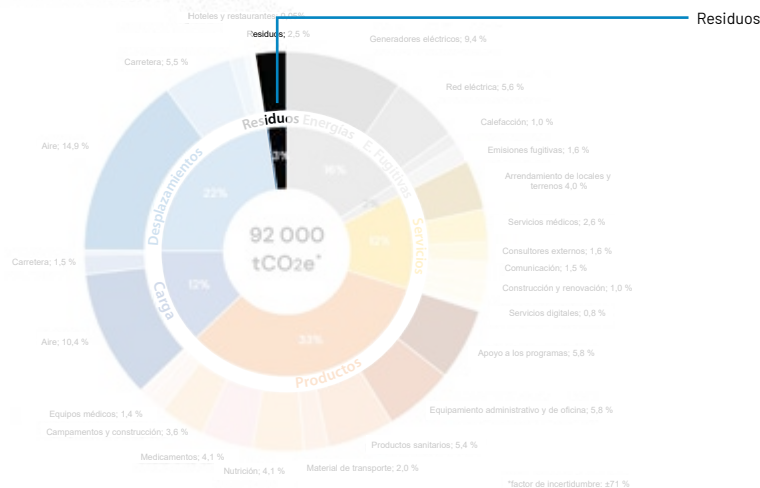 Hoteles y restaurantes; 0,06%
Residuos
Residuos; 2,5 %
Generadores eléctricos; 9,4 %
Carretera; 5,5 %
Red eléctrica; 5,6 %
Residuos Energías E. Fugitivas
Calefacción; 1,0 %
Aire; 14,9 %
Emisiones fugitivas; 1,6 %
3%
16%
Arrendamiento de locales y
terrenos 4,0 %
Desplazamientos
22%
2%
Servicios médicos; 2,6 %
92 000
tCO2e*
12%
Servicios
Consultores externos; 1,6 %
Carretera; 1,5 %
Comunicación; 1,5 %
12%
Carga
Construcción y renovación; 1,0 %
Servicios digitales; 0,8 %
Aire; 10,4 %
33%
Apoyo a los programas; 5,8 %
Productos
Equipos médicos; 1,4 %
Equipamiento administrativo y de oficina; 5,8 %
Campamentos y construcción; 3,6 %
Productos sanitarios; 5,4 %
Medicamentos; 4,1 %
Nutrición; 4,1 %
Material de transporte; 2,0 %
*factor de incertidumbre: ±71 %